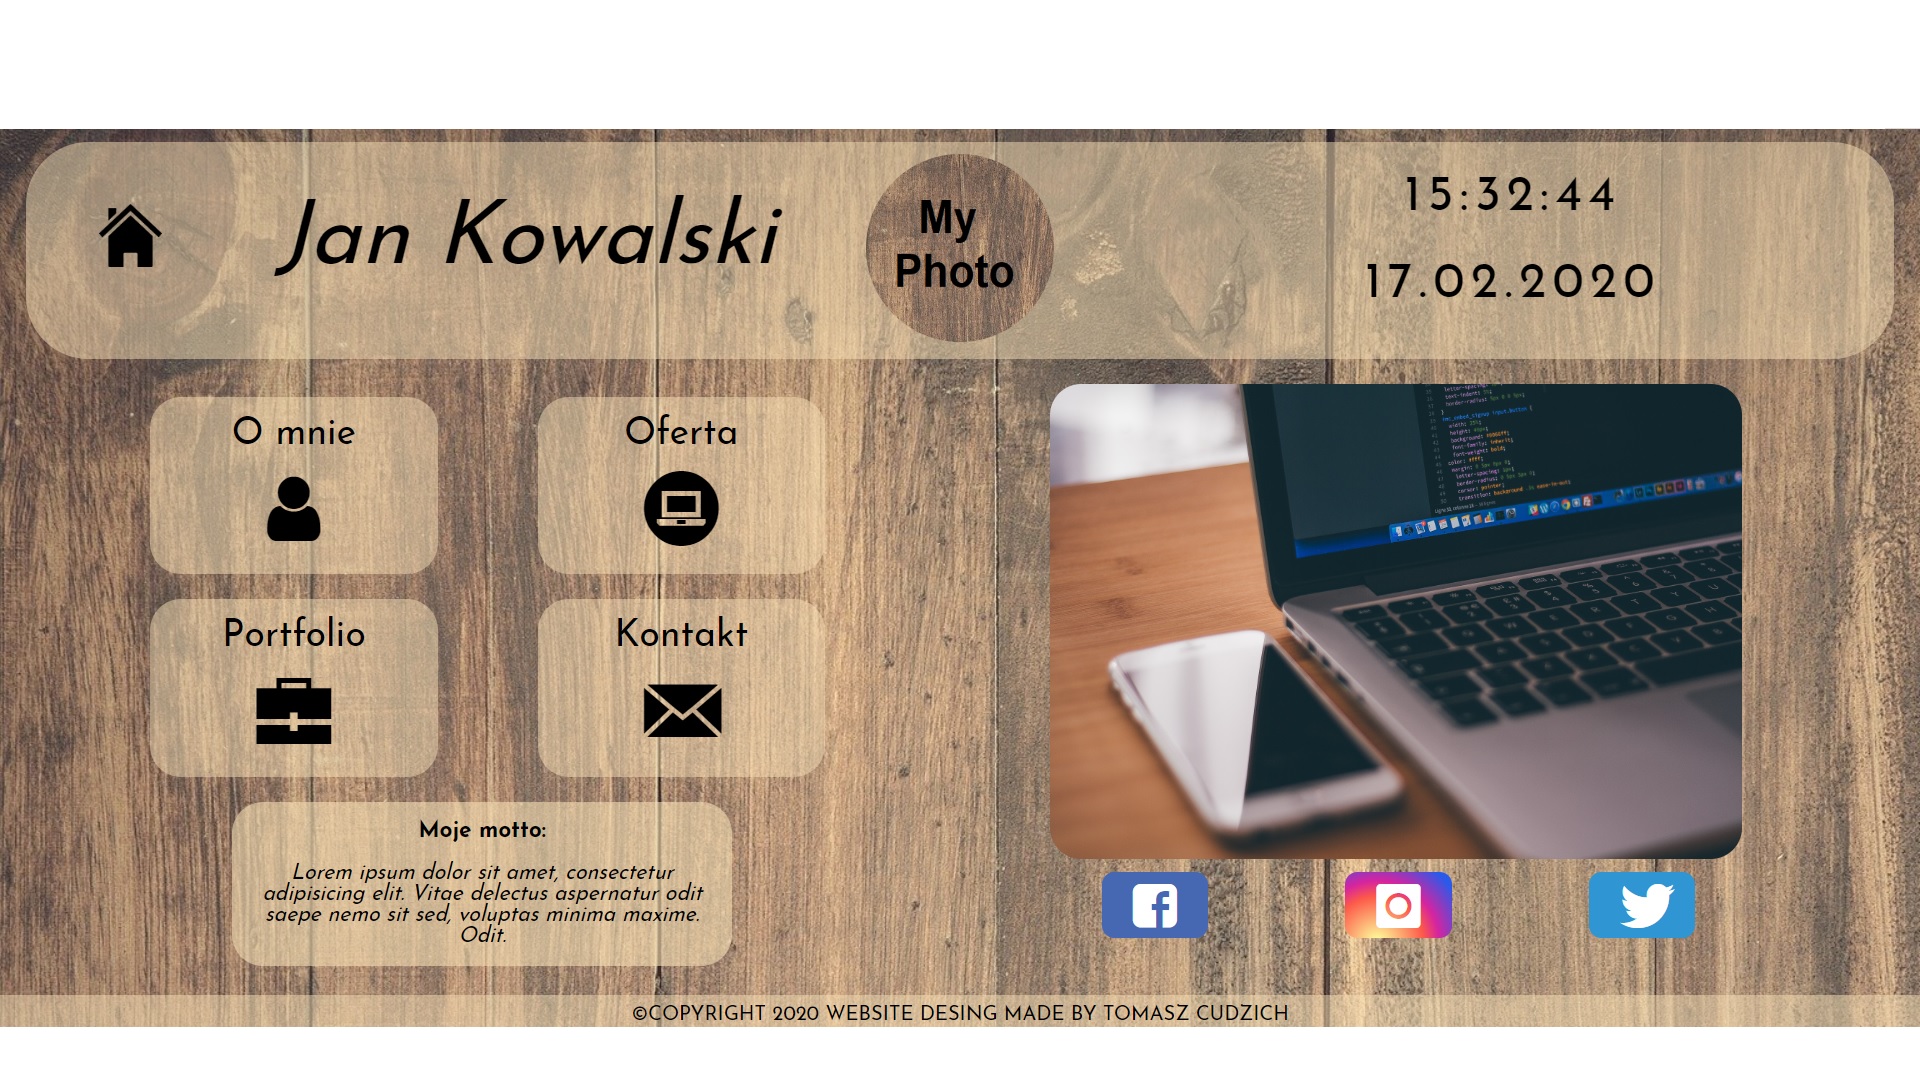 Jan Kowalski
My
Photo
15:32:44
17.02.2020
O mnie
Oferta
Portfolio
Kontakt
Moje motto:
Lorem ipsum dolor sit amet, consectetur
adipisicing elit. Vitae delectus aspernatur odit
saepe nemo sit sed, voluptas minima maxime.
Odit.
©COPYRIGHT 2020 WEBSITE DESING MADE BY TOMASZ CUDZICH